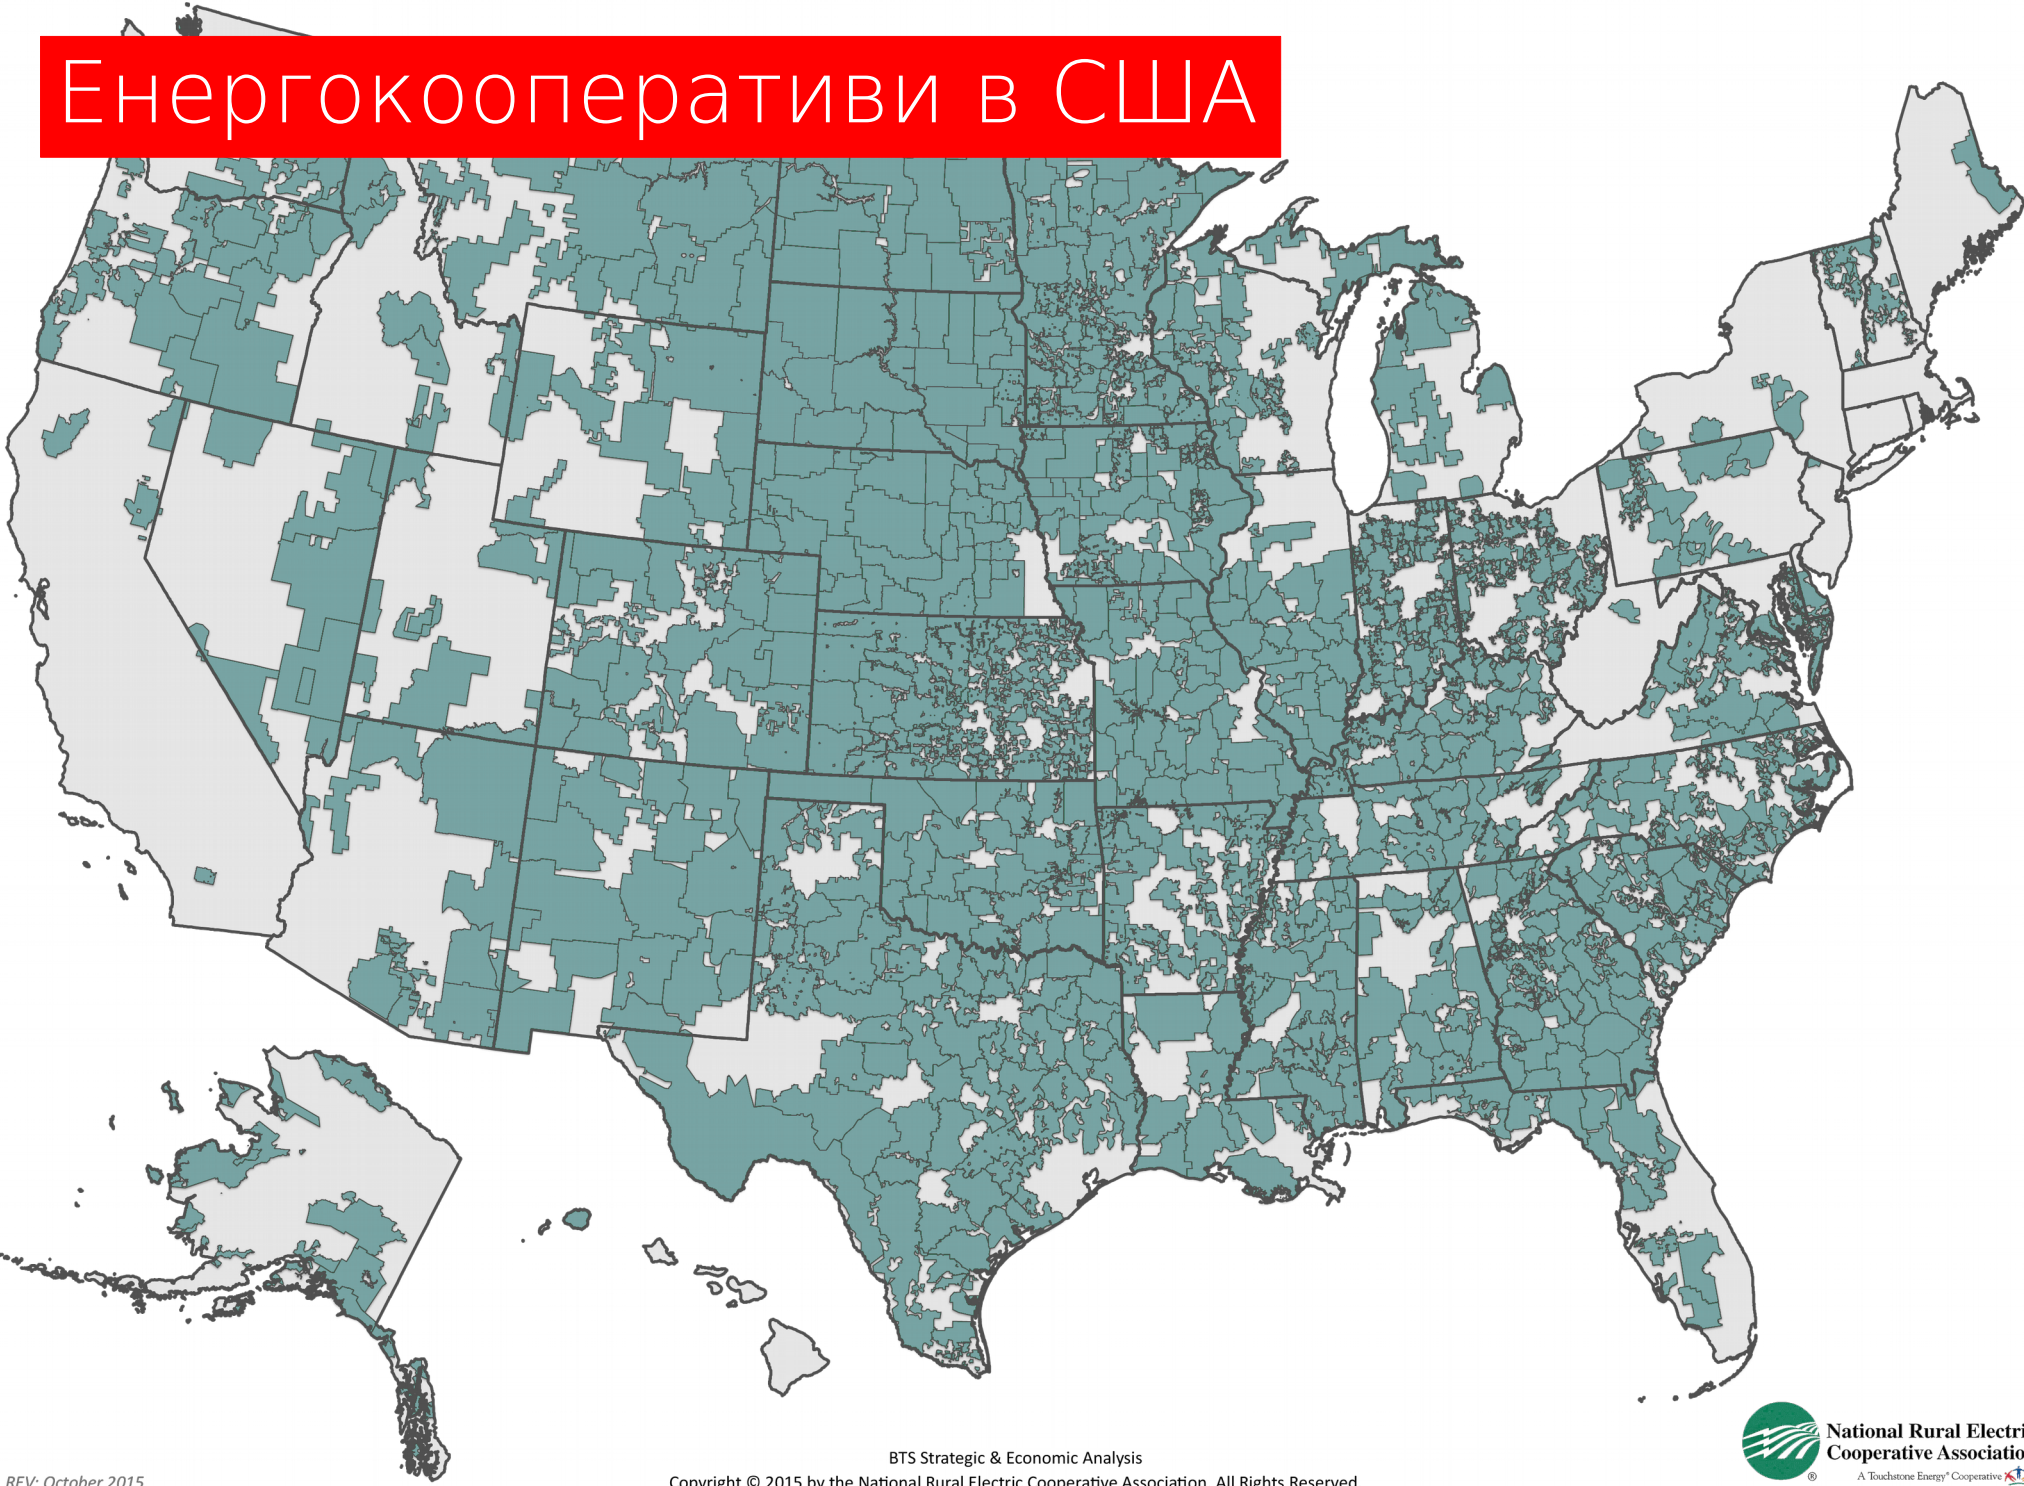 Енергокооперативи в США
BTS Strategic & Economic Analysis
Copyright © 2015 by the National Rural Electric Cooperative Association. All Rights Reserved
REV: October 2015
National Rural Electri
Cooperative Associatio
A Touchstone Energy® Cooperative
®